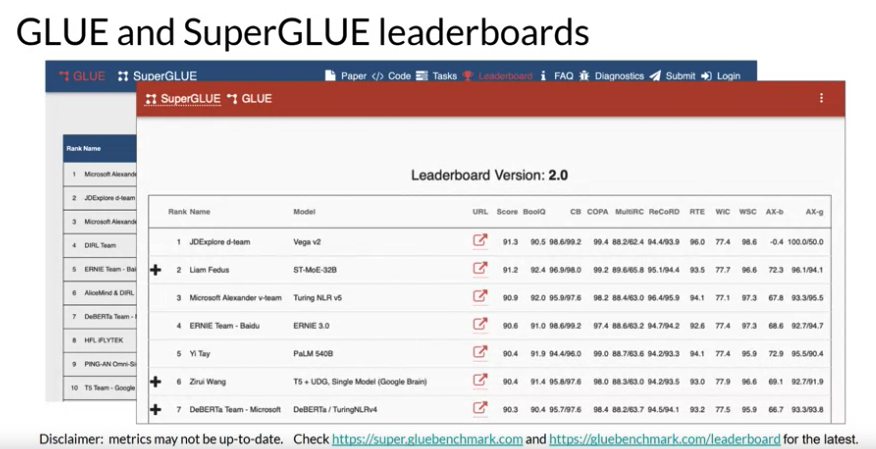 GLUE and SuperGLUE leaderboards
GLUE SuperGLUE Paper </> Code Tasks Leaderboard FAQ Diagnostics Submit Login
SuperGLUE GLUE
Leaderboard Version: 2.0
Rank Name
1 Microsoft Alexande
2 JDExplore d-team
3 Microsoft Alexande
4 DIRL Team
5 ERNIE Team - Bai
6 AliceMind & DIRL
7 DeBERTa Team -
8 HFL iFLYTEK
9 PING-AN Omni-Si
10 T5 Team - Google
Rank Name Model URL Score BoolQ CB COPA MultiRC ReCoRD RTE WiC WSC AX-b AX-g
1 JDExplore d-team Vega v2 91.3 90.5 98.6/99.2 99.4 88.2/62.4 94.4/93.9 96.0 77.4 98.6 -0.4 100.0/50.0
2 Liam Fedus ST-MoE-32B 91.2 92.4 96.9/98.0 99.2 89.6/65.8 95.1/94.4 93.5 77.7 96.6 72.3 96.1/94.1
3 Microsoft Alexander v-team Turing NLR v5 90.9 92.0 95.9/97.6 98.2 88.4/63.0 96.4/95.9 94.1 77.1 97.3 67.8 93.3/95.5
4 ERNIE Team - Baidu ERNIE 3.0 90.6 91.0 98.6/99.2 97.4 88.6/63.2 94.7/94.2 92.6 77.4 97.3 68.6 92.7/94.7
5 Yi Tay PaLM 540B 90.4 91.9 94.4/96.0 99.0 88.7/63.6 94.2/93.3 94.1 77.4 95.9 72.9 95.5/90.4
6 Zirui Wang T5 + UDG, Single Model (Google Brain) 90.4 91.4 95.8/97.6 98.0 88.3/63.0 94.2/93.5 93.0 77.9 96.6 69.1 92.7/91.9
7 DeBERTa Team - Microsoft DeBERTa / TuringNLRv4 90.3 90.4 95.7/97.6 98.4 88.2/63.7 94.5/94.1 93.2 77.5 95.9 66.7 93.3/93.8
Disclaimer: metrics may not be up-to-date. Check https://super.gluebenchmark.com and https://gluebenchmark.com/leaderboard for the latest.